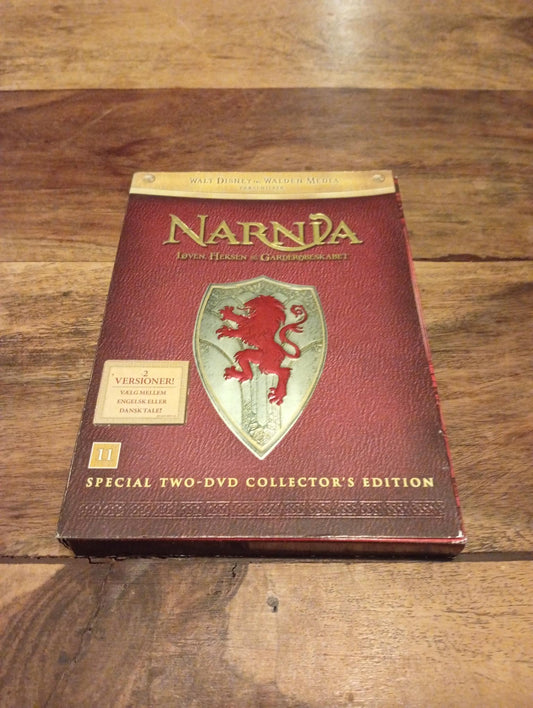 WALT DISNEY OG WALDEN MEDIA
PRÆSENTERER
NARNIA
LØVEN, HEKSEN & GARDEROBESKABET
2
VERSIONER!
VÆLG MELLEM
ENGELSK ELLER
DANSK TALE!
11
SPECIAL TWO-DVD COLLECTOR'S EDITION